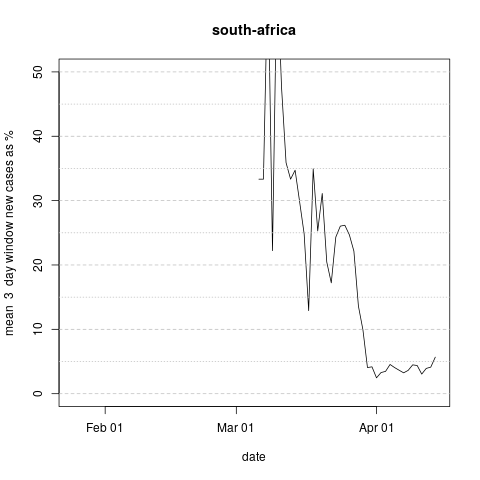 south-africa
mean  3  day window new cases as %
50
40
30
20
10
0
Feb 01
Mar 01
Apr 01
date